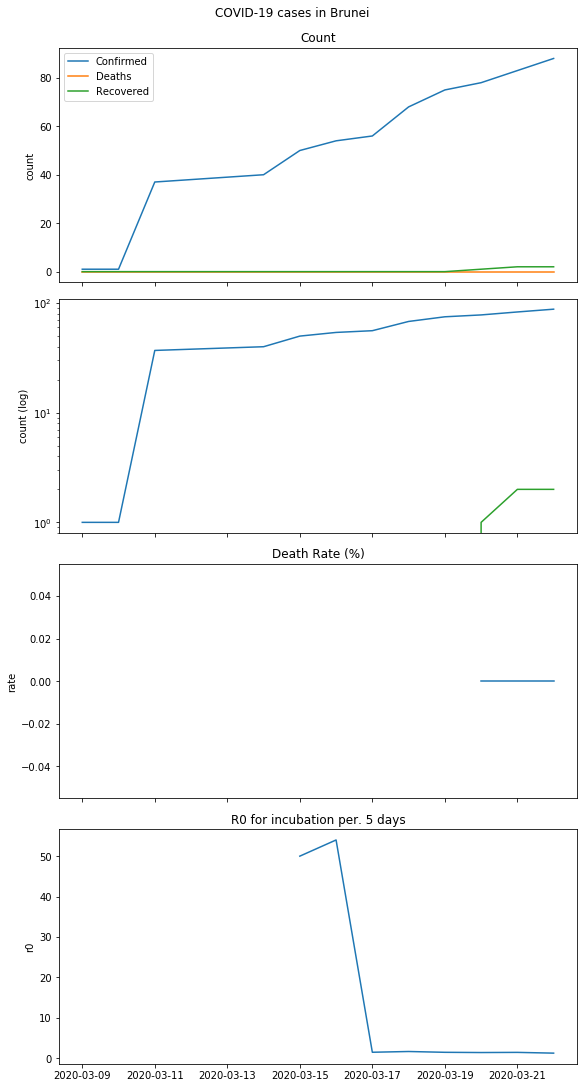 COVID-19 cases in Brunei
Count
Confirmed
Deaths
Recovered
80
60
40
20
0
count
10²
10¹
10⁰
count (log)
Death Rate (%)
0.04
0.02
0.00
−0.02
−0.04
rate
R0 for incubation per. 5 days
50
40
30
20
10
0
r0
2020-03-09 2020-03-11 2020-03-13 2020-03-15 2020-03-17 2020-03-19 2020-03-21